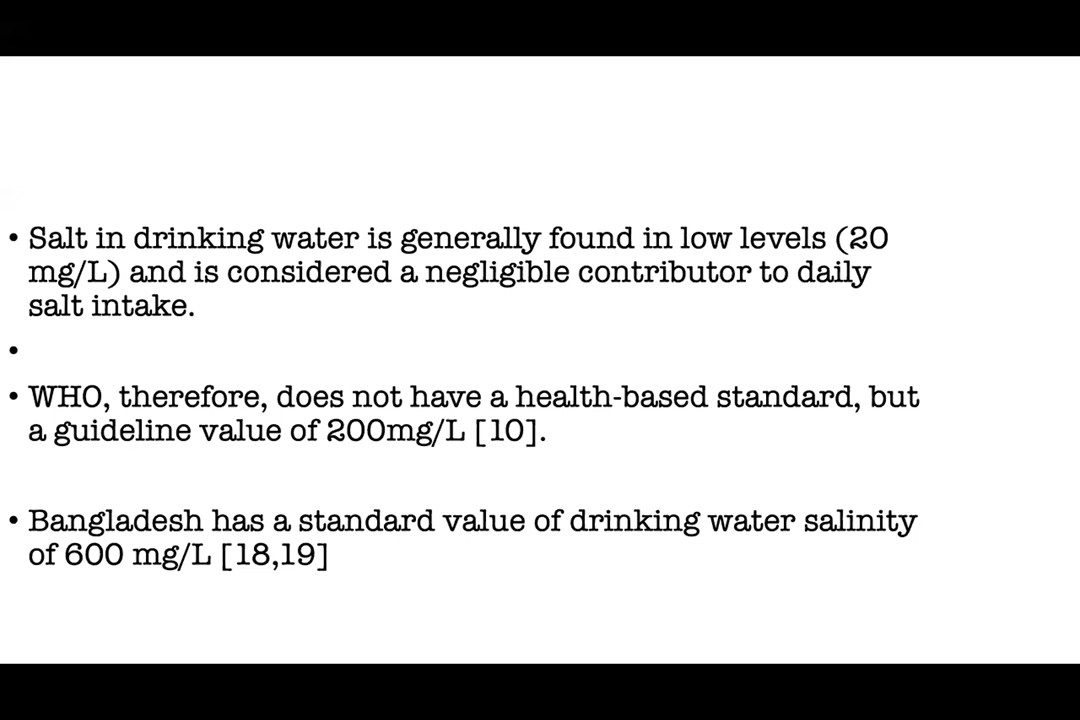 • Salt in drinking water is generally found in low levels (20
mg/L) and is considered a negligible contributor to daily
salt intake.
•
• WHO, therefore, does not have a health-based standard, but
a guideline value of 200mg/L [10].
• Bangladesh has a standard value of drinking water salinity
of 600 mg/L [18,19]